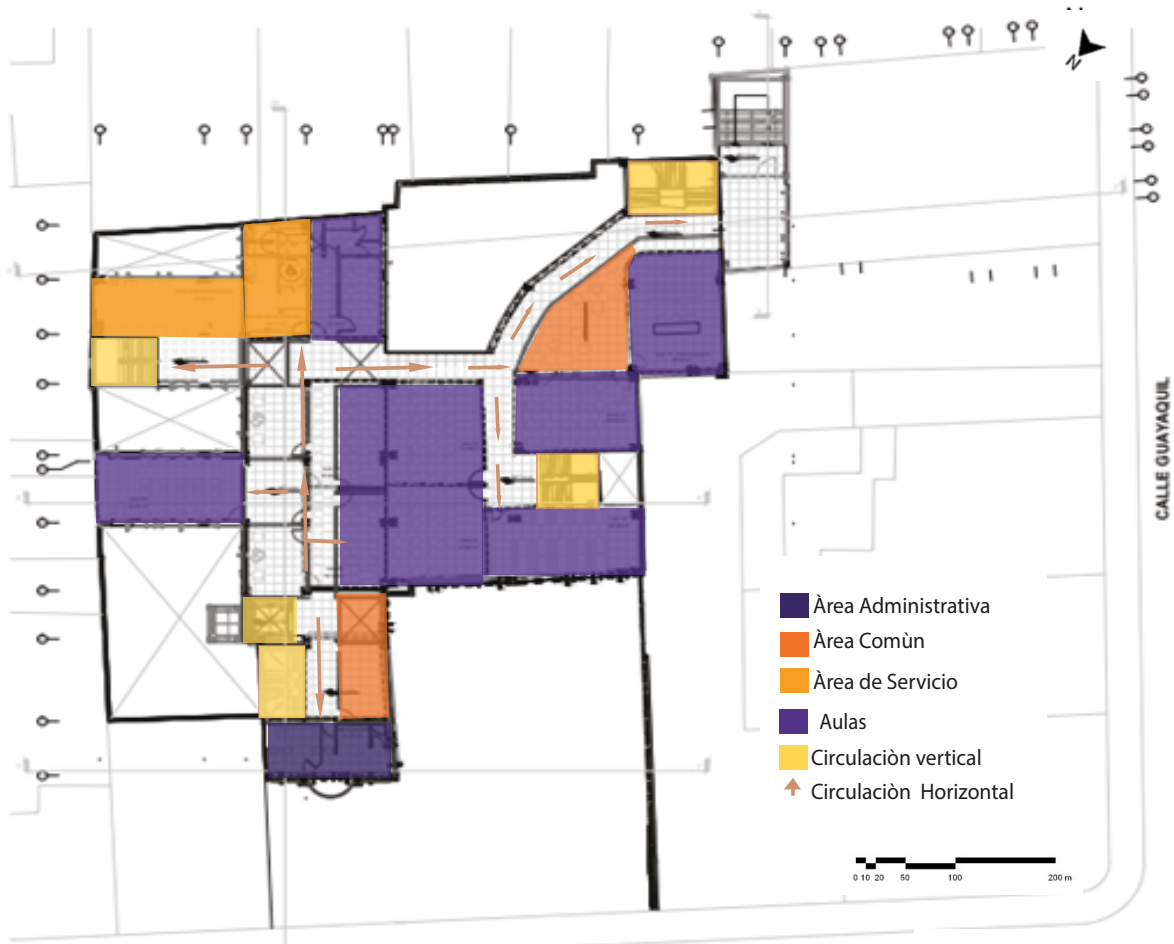 N
CALLE GUAYAQUIL
Àrea Administrativa
Àrea Comùn
Àrea de Servicio
Aulas
Circulaciòn vertical
Circulaciòn Horizontal
0 10 20 50 100 200 m